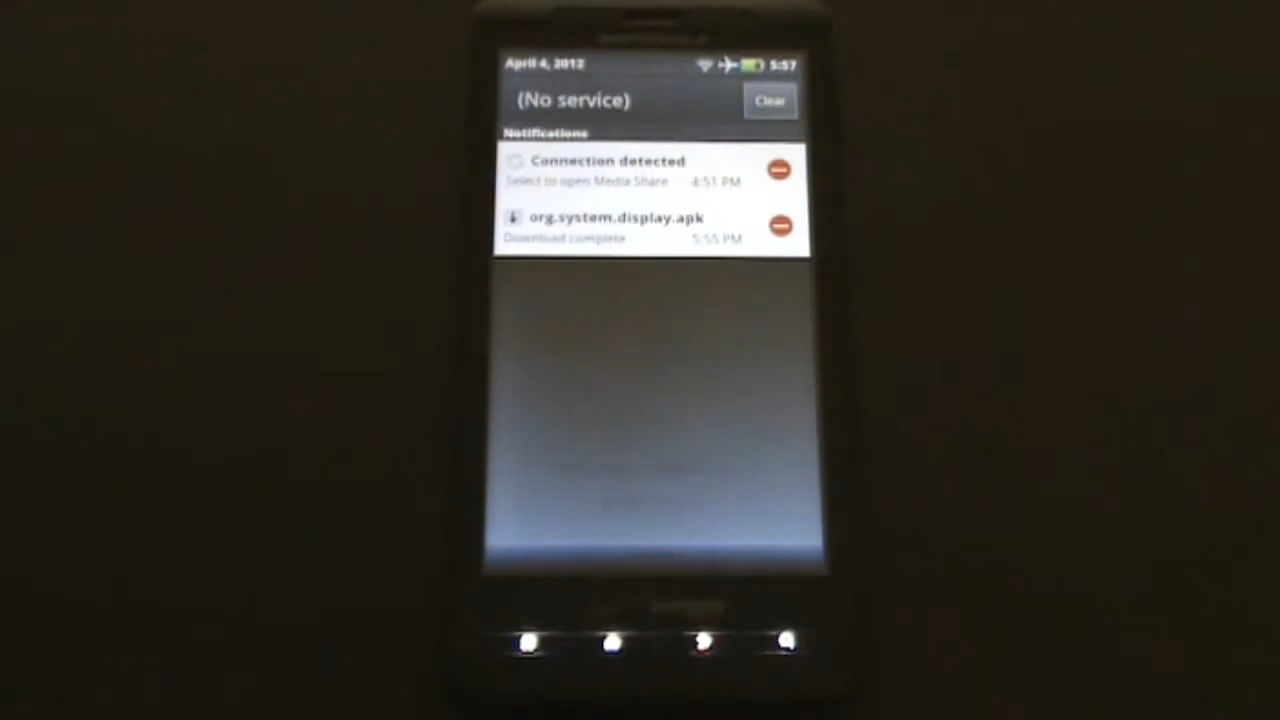 MOTOROLA
April 4, 2012 5:57
(No service) Clear
Notifications
Connection detected
Select to open Media Share 4:51 PM
org.system.display.apk
Download complete 5:55 PM